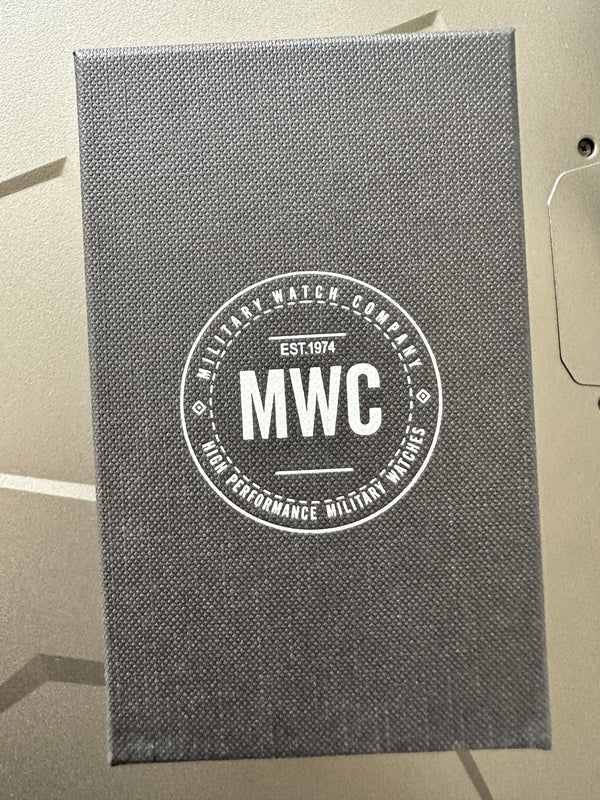 MILITARY WATCH COMPANY
EST.1974
MWC
HIGH PERFORMANCE MILITARY WATCHES